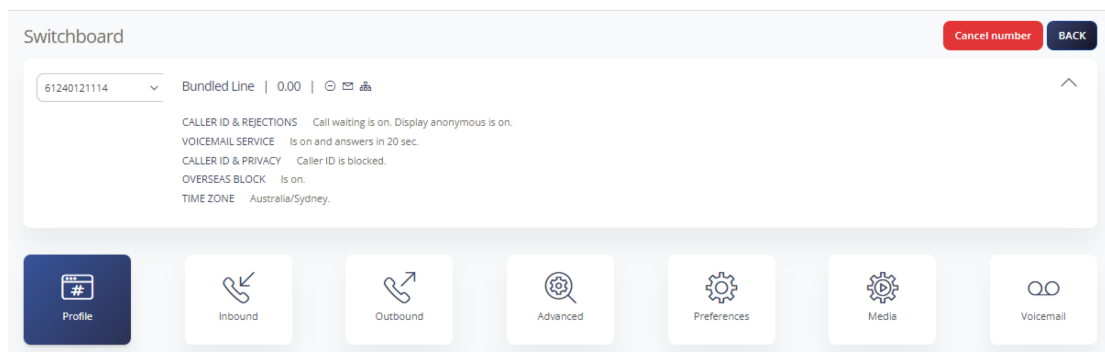 Switchboard
Cancel number
BACK
61240121114
Bundled Line | 0.00 |
CALLER ID & REJECTIONS Call waiting is on. Display anonymous is on.
VOICEMAIL SERVICE Is on and answers in 20 sec.
CALLER ID & PRIVACY Caller ID is blocked.
OVERSEAS BLOCK Is on.
TIME ZONE Australia/Sydney.
#
Profile
Inbound
Outbound
Advanced
Preferences
Media
Voicemail